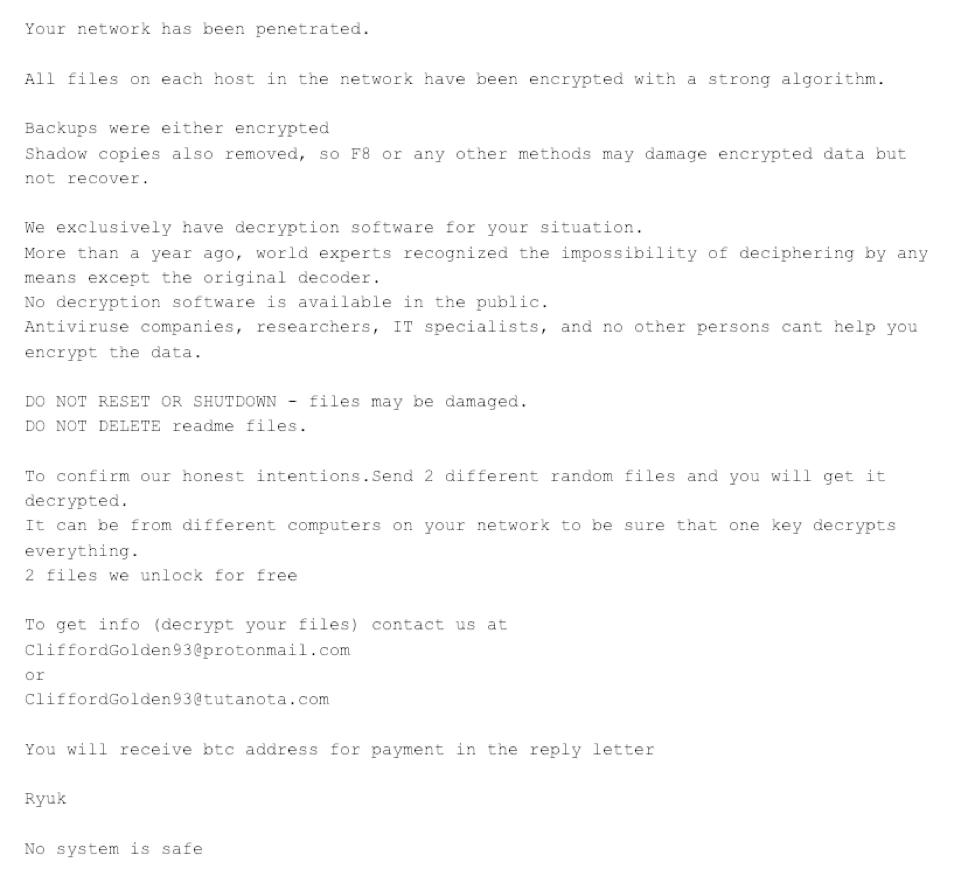 Your network has been penetrated.
All files on each host in the network have been encrypted with a strong algorithm.
Backups were either encrypted
Shadow copies also removed, so F8 or any other methods may damage encrypted data but
not recover.
We exclusively have decryption software for your situation.
More than a year ago, world experts recognized the impossibility of deciphering by any
means except the original decoder.
No decryption software is available in the public.
Antiviruse companies, researchers, IT specialists, and no other persons cant help you
encrypt the data.
DO NOT RESET OR SHUTDOWN - files may be damaged.
DO NOT DELETE readme files.
To confirm our honest intentions.Send 2 different random files and you will get it
decrypted.
It can be from different computers on your network to be sure that one key decrypts
everything.
2 files we unlock for free
To get info (decrypt your files) contact us at
CliffordGolden93@protonmail.com
or
CliffordGolden93@tutanota.com
You will receive btc address for payment in the reply letter
Ryuk
No system is safe